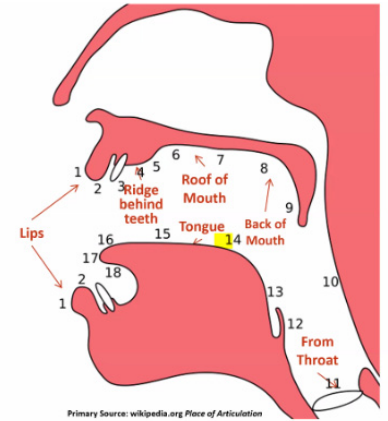 6
7
5
4
8
1
3
2
Ridge
behind
teeth
Roof of
Mouth
9
Lips
Tongue
Back of
Mouth
16
15
14
17
18
2
1
10
13
12
From
Throat
11
Primary Source: wikipedia.org Place of Articulation